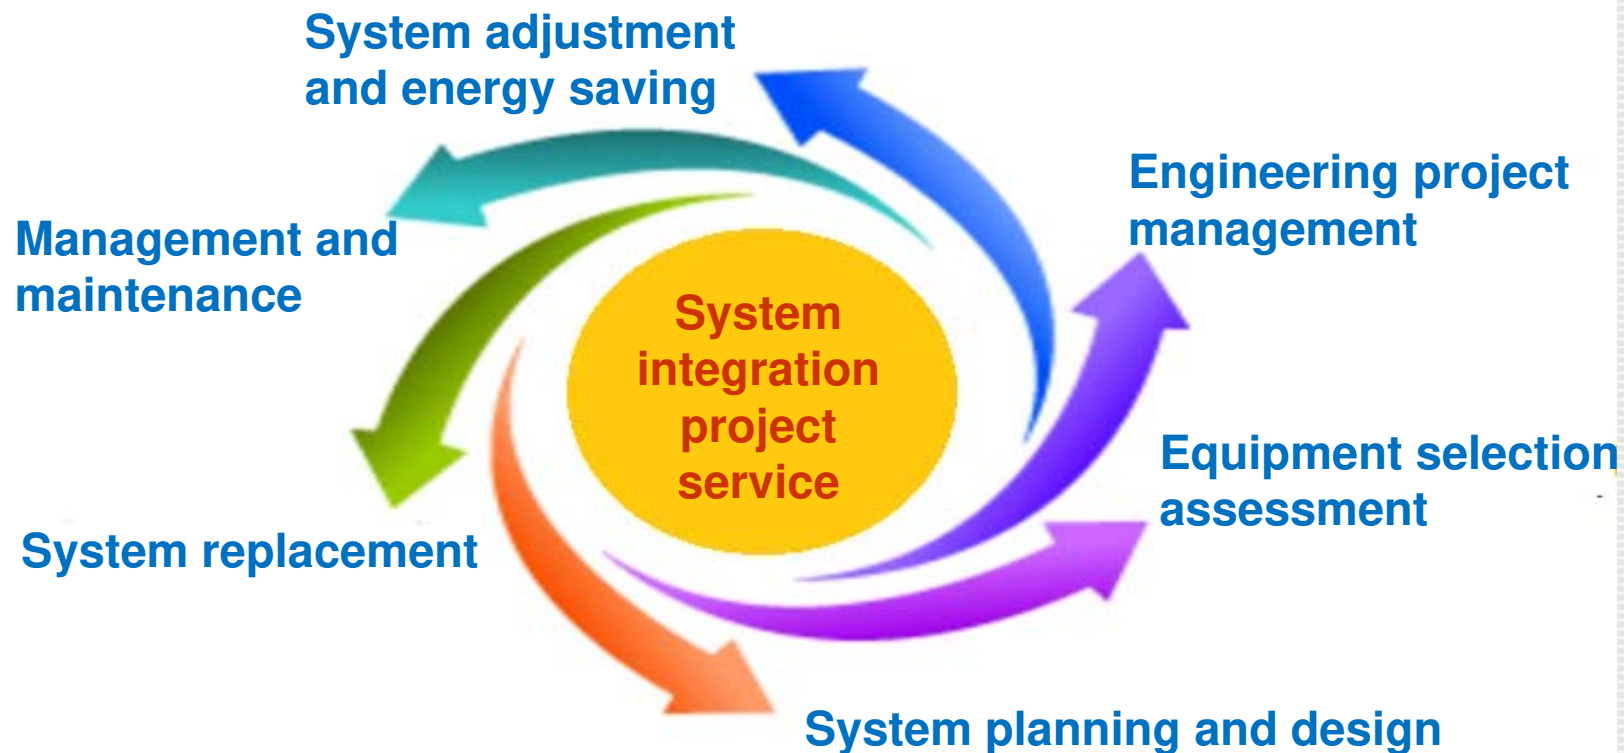 System adjustment
and energy saving
Engineering project
management
Management and
maintenance
System
integration
project
service
Equipment selection
assessment
System replacement
System planning and design